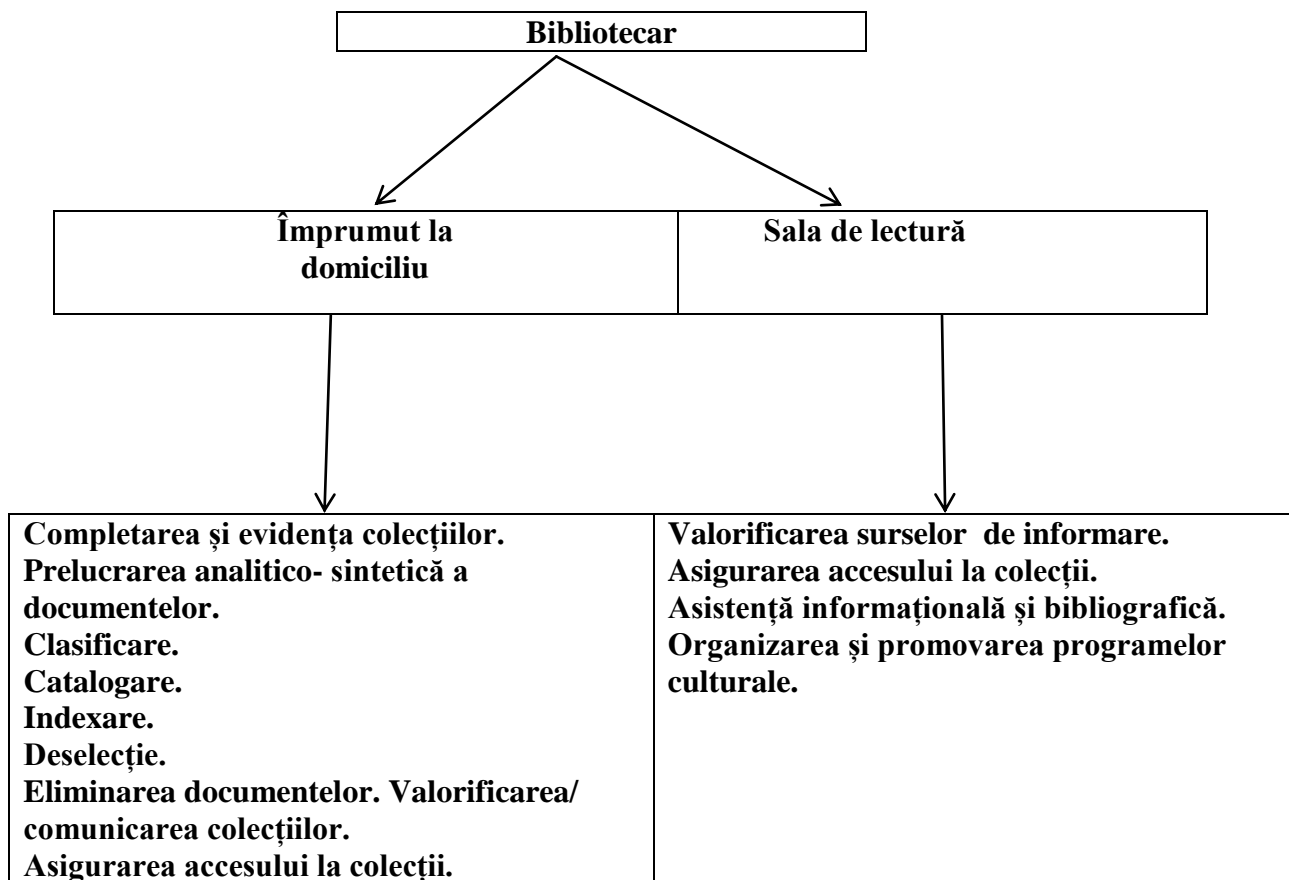 Bibliotecar
Împrumut la
domiciliu
Sala de lectură
Completarea și evidența colecțiilor.
Prelucrarea analitico- sintetică a
documentelor.
Clasificare.
Catalogare.
Indexare.
Deselecție.
Eliminarea documentelor. Valorificarea/
comunicarea colecțiilor.
Asigurarea accesului la colecții.
Valorificarea surselor  de informare.
Asigurarea accesului la colecții.
Asistență informațională și bibliografică.
Organizarea și promovarea programelor
culturale.